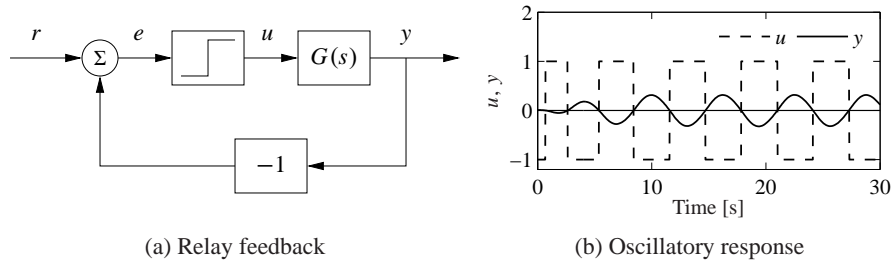 r
Σ
e
u
G(s)
y
−1
(a) Relay feedback
2
1
0
−1
u, y
u
y
0
10
20
30
Time [s]
(b) Oscillatory response